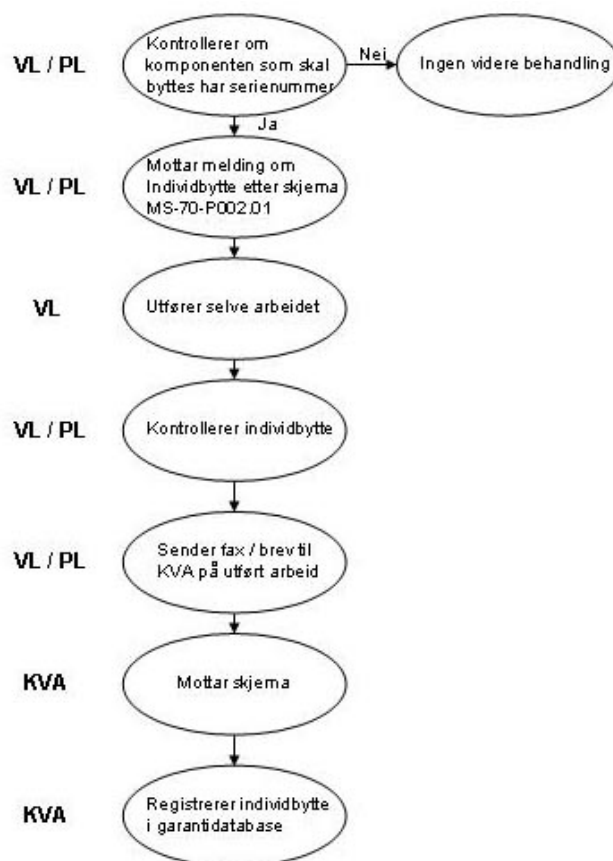 VL / PL
Kontrollerer om
komponenten som skal
byttes har serienummer
Nei
Ingen videre behandling
Ja
VL / PL
Mottar melding om
Individbytte etter skjema
MS-70-P002.01
VL
Utfører selve arbeidet
VL / PL
Kontrollerer individbytte
VL / PL
Sender fax / brev til
KVA på utført arbeid
KVA
Mottar skjema
KVA
Registrerer individbytte
i garantidatabase